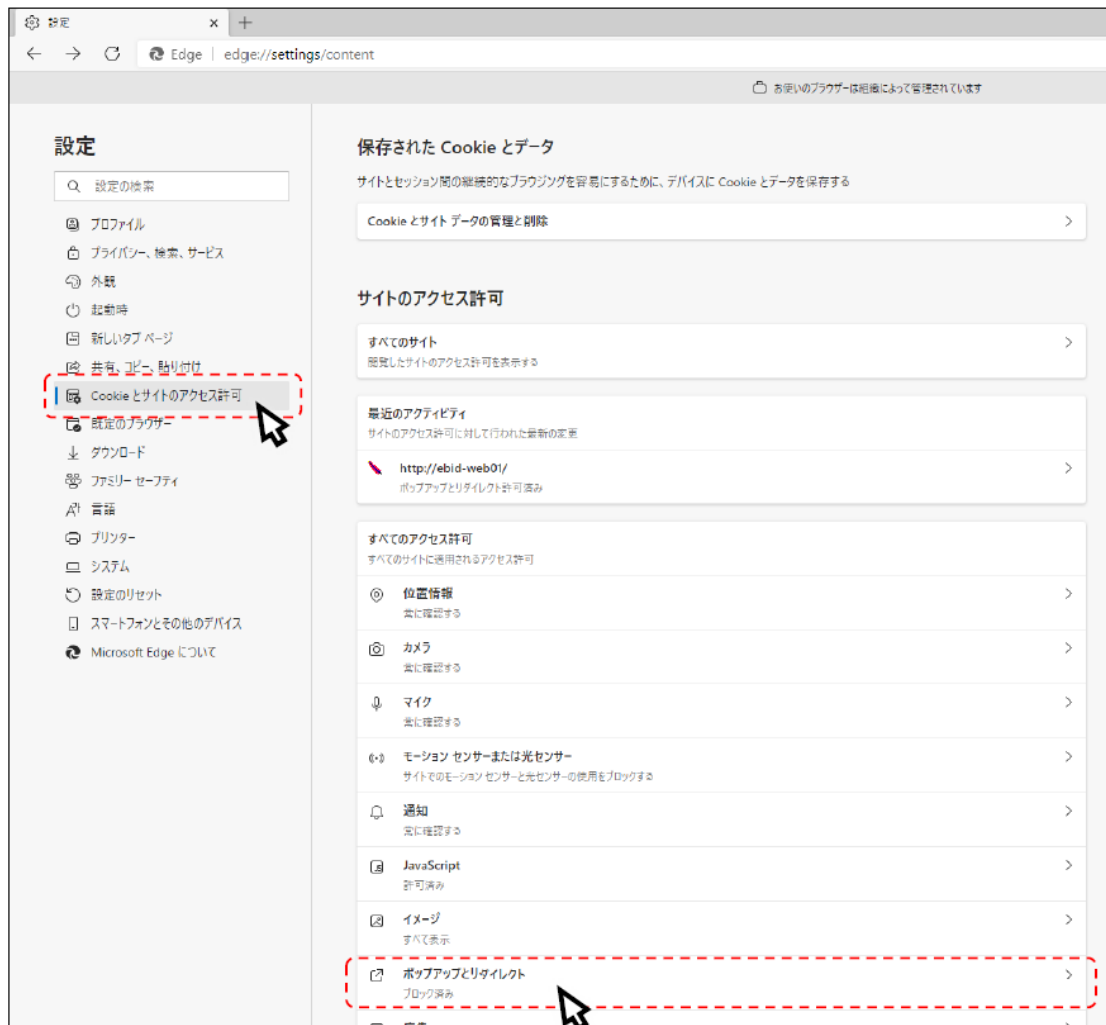 設定
Edge | edge://settings/content
お使いのブラウザーは組織によって管理されています
設定
設定の検索
プロファイル
プライバシー、検索、サービス
外観
起動時
新しいタブ ページ
共有、コピー、貼り付け
Cookie とサイトのアクセス許可
既定のブラウザー
ダウンロード
ファミリー セーフティ
言語
プリンター
システム
設定のリセット
スマートフォンとその他のデバイス
Microsoft Edge について
保存された Cookie とデータ
サイトとセッション間の継続的なブラウジングを容易にするために、デバイスに Cookie とデータを保存する
Cookie とサイト データの管理と削除
サイトのアクセス許可
すべてのサイト
閲覧したサイトのアクセス許可を表示する
最近のアクティビティ
サイトのアクセス許可に対して行われた最新の変更
http://ebid-web01/
ポップアップとリダイレクト許可済み
すべてのアクセス許可
すべてのサイトに適用されるアクセス許可
位置情報
常に確認する
カメラ
常に確認する
マイク
常に確認する
モーション センサーまたは光センサー
サイトでのモーション センサーと光センサーの使用をブロックする
通知
常に確認する
JavaScript
許可済み
イメージ
すべて表示
ポップアップとリダイレクト
ブロック済み